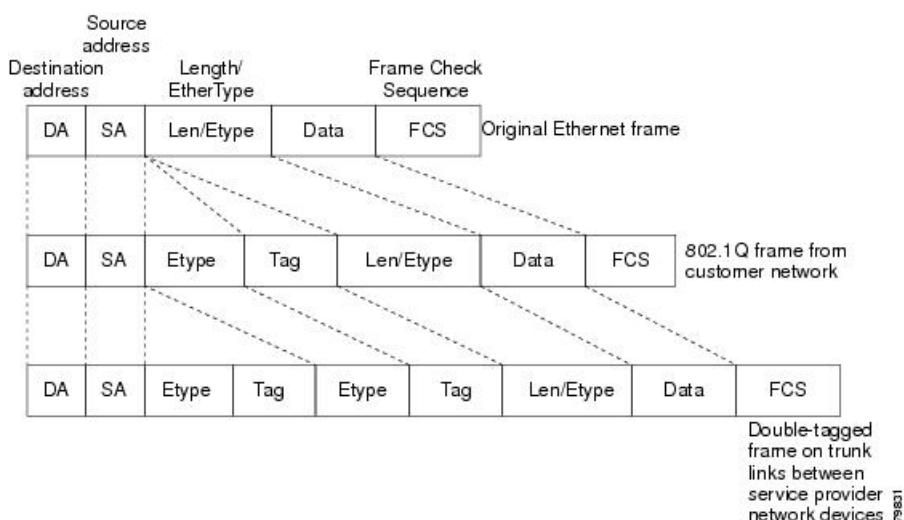 Source
address
Destination
address
Length/
EtherType
Frame Check
Sequence
DA SA Len/Etype Data FCS Original Ethernet frame
DA SA Etype Tag Len/Etype Data FCS 802.1Q frame from
customer network
DA SA Etype Tag Etype Tag Len/Etype Data FCS
Double-tagged
frame on trunk
links between
service provider
network devices
79831